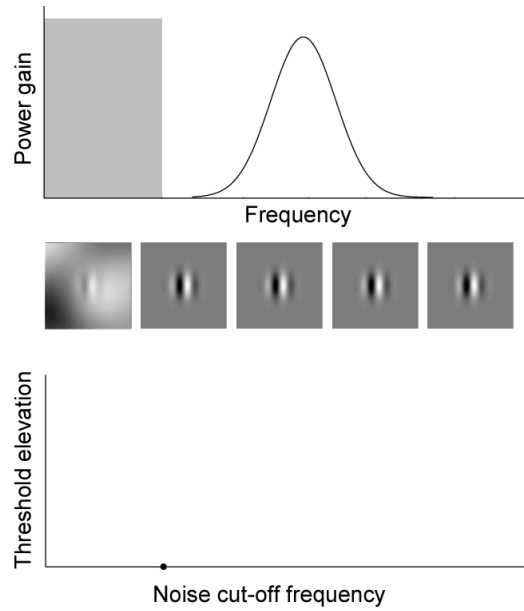 Power gain
Frequency
Threshold elevation
Noise cut-off frequency